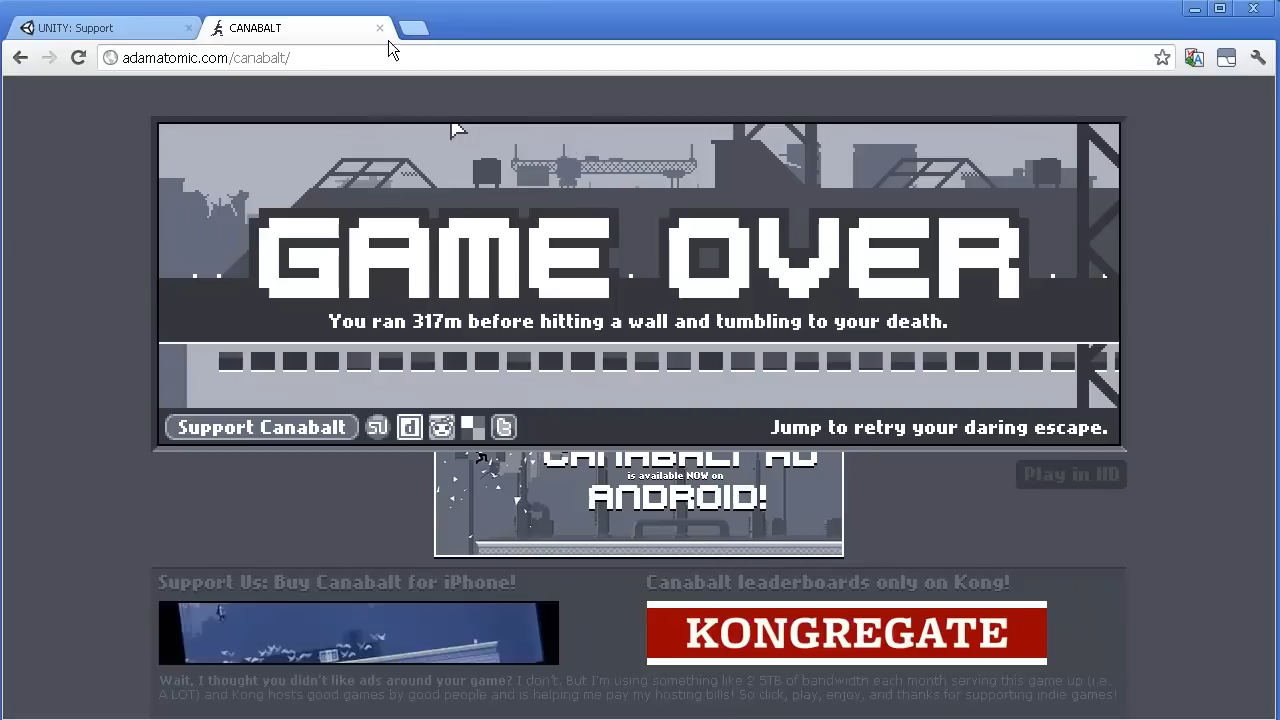 UNITY: Support
CANABALT
adamatomic.com/canabalt/
GAME OVER
You ran 317m before hitting a wall and tumbling to your death.
Support Canabalt
Jump to retry your daring escape.
CANABALT AD
is available NOW on
ANDROID!
Play in HD
Support Us: Buy Canabalt for iPhone!
Canabalt leaderboards only on Kong!
KONGREGATE
Wait, I thought you didn't like ads around your game? I don't. But I'm using something like 2.5TB of bandwidth each month serving this game up (i.e.
A LOT) and Kong hosts good games by good people and is helping me pay my hosting bills! So click, play, enjoy, and thanks for supporting indie games!